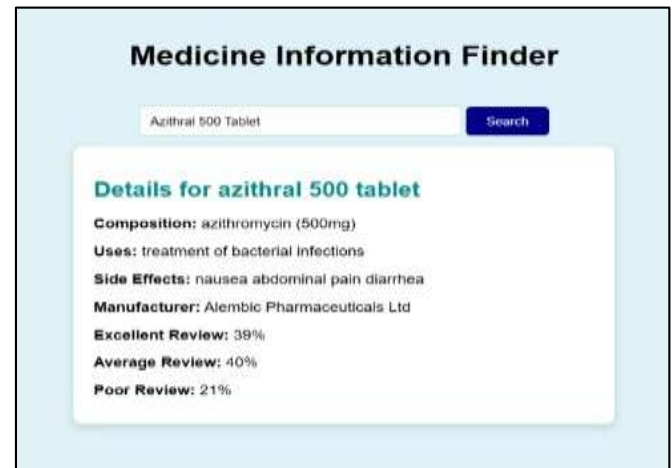 Medicine Information Finder
Azithral 500 Tablet
Search
Details for azithral 500 tablet
Composition: azithromycin (500mg)
Uses: treatment of bacterial infections
Side Effects: nausea abdominal pain diarrhea
Manufacturer: Alembic Pharmaceuticals Ltd
Excellent Review: 39%
Average Review: 40%
Poor Review: 21%